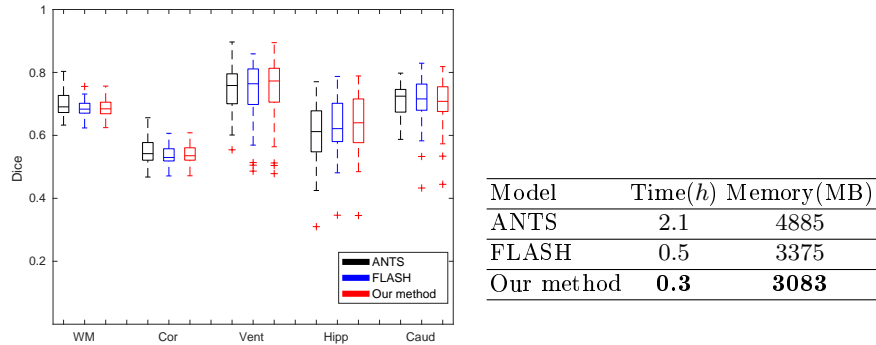 1
0.8
0.6
0.4
0.2
Dice
WM Cor Vent Hipp Caud
ANTS
FLASH
Our method
Model Time(h) Memory(MB)
ANTS 2.1 4885
FLASH 0.5 3375
Our method 0.3 3083